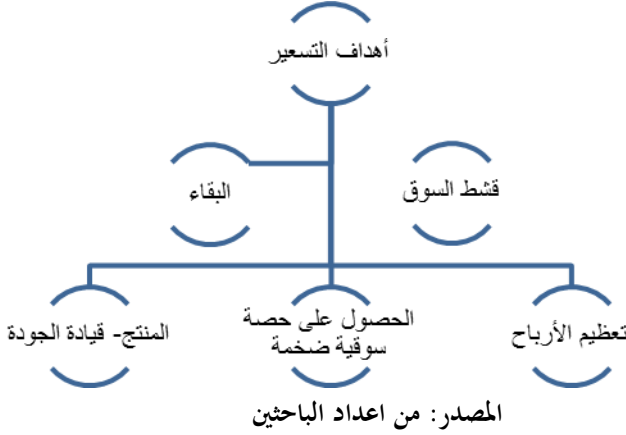 أهداف التسعير
قشط السوق
البقاء
تعظيم الأرباح
الحصول على حصة
سوقية ضخمة
المنتج- قيادة الجودة
المصدر: من اعداد الباحثين